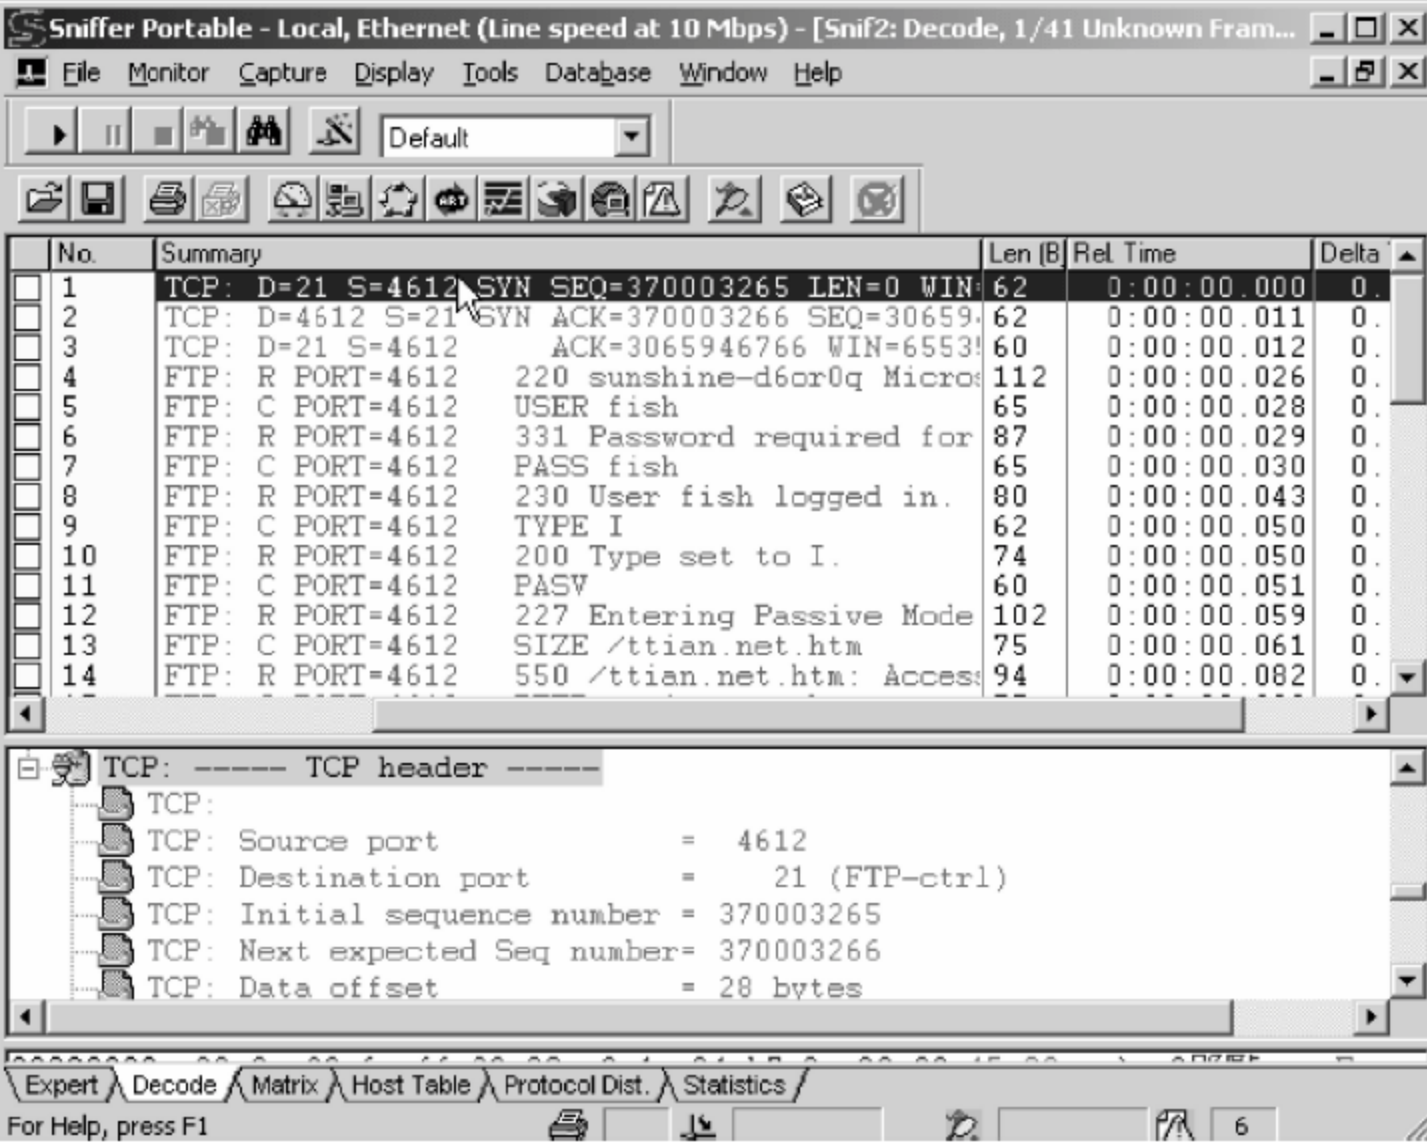 Sniffer Portable - Local, Ethernet (Line speed at 10 Mbps) - [Snif2: Decode, 1/41 Unknown Fram...
File Monitor Capture Display Tools Database Window Help
Default
No. Summary Len (B Rel. Time Delta
1 TCP: D=21 S=4612 SYN SEQ=370003265 LEN=0 WIN 62 0:00:00.000 0.
2 TCP: D=4612 S=21 SYN ACK=370003266 SEQ=30659 62 0:00:00.011 0.
3 TCP: D=21 S=4612 ACK=3065946766 WIN=6553 60 0:00:00.012 0.
4 FTP: R PORT=4612 220 sunshine-d6or0q Micros 112 0:00:00.026 0.
5 FTP: C PORT=4612 USER fish 65 0:00:00.028 0.
6 FTP: R PORT=4612 331 Password required for 87 0:00:00.029 0.
7 FTP: C PORT=4612 PASS fish 65 0:00:00.030 0.
8 FTP: R PORT=4612 230 User fish logged in. 80 0:00:00.043 0.
9 FTP: C PORT=4612 TYPE I 62 0:00:00.050 0.
10 FTP: R PORT=4612 200 Type set to I. 74 0:00:00.050 0.
11 FTP: C PORT=4612 PASV 60 0:00:00.051 0.
12 FTP: R PORT=4612 227 Entering Passive Mode 102 0:00:00.059 0.
13 FTP: C PORT=4612 SIZE /ttian.net.htm 75 0:00:00.061 0.
14 FTP: R PORT=4612 550 /ttian.net.htm: Acces 94 0:00:00.082 0.
TCP: ----- TCP header -----
TCP:
TCP: Source port = 4612
TCP: Destination port = 21 (FTP-ctrl)
TCP: Initial sequence number = 370003265
TCP: Next expected Seq number= 370003266
TCP: Data offset = 28 bytes
Expert Decode Matrix Host Table Protocol Dist. Statistics
For Help, press F1 6